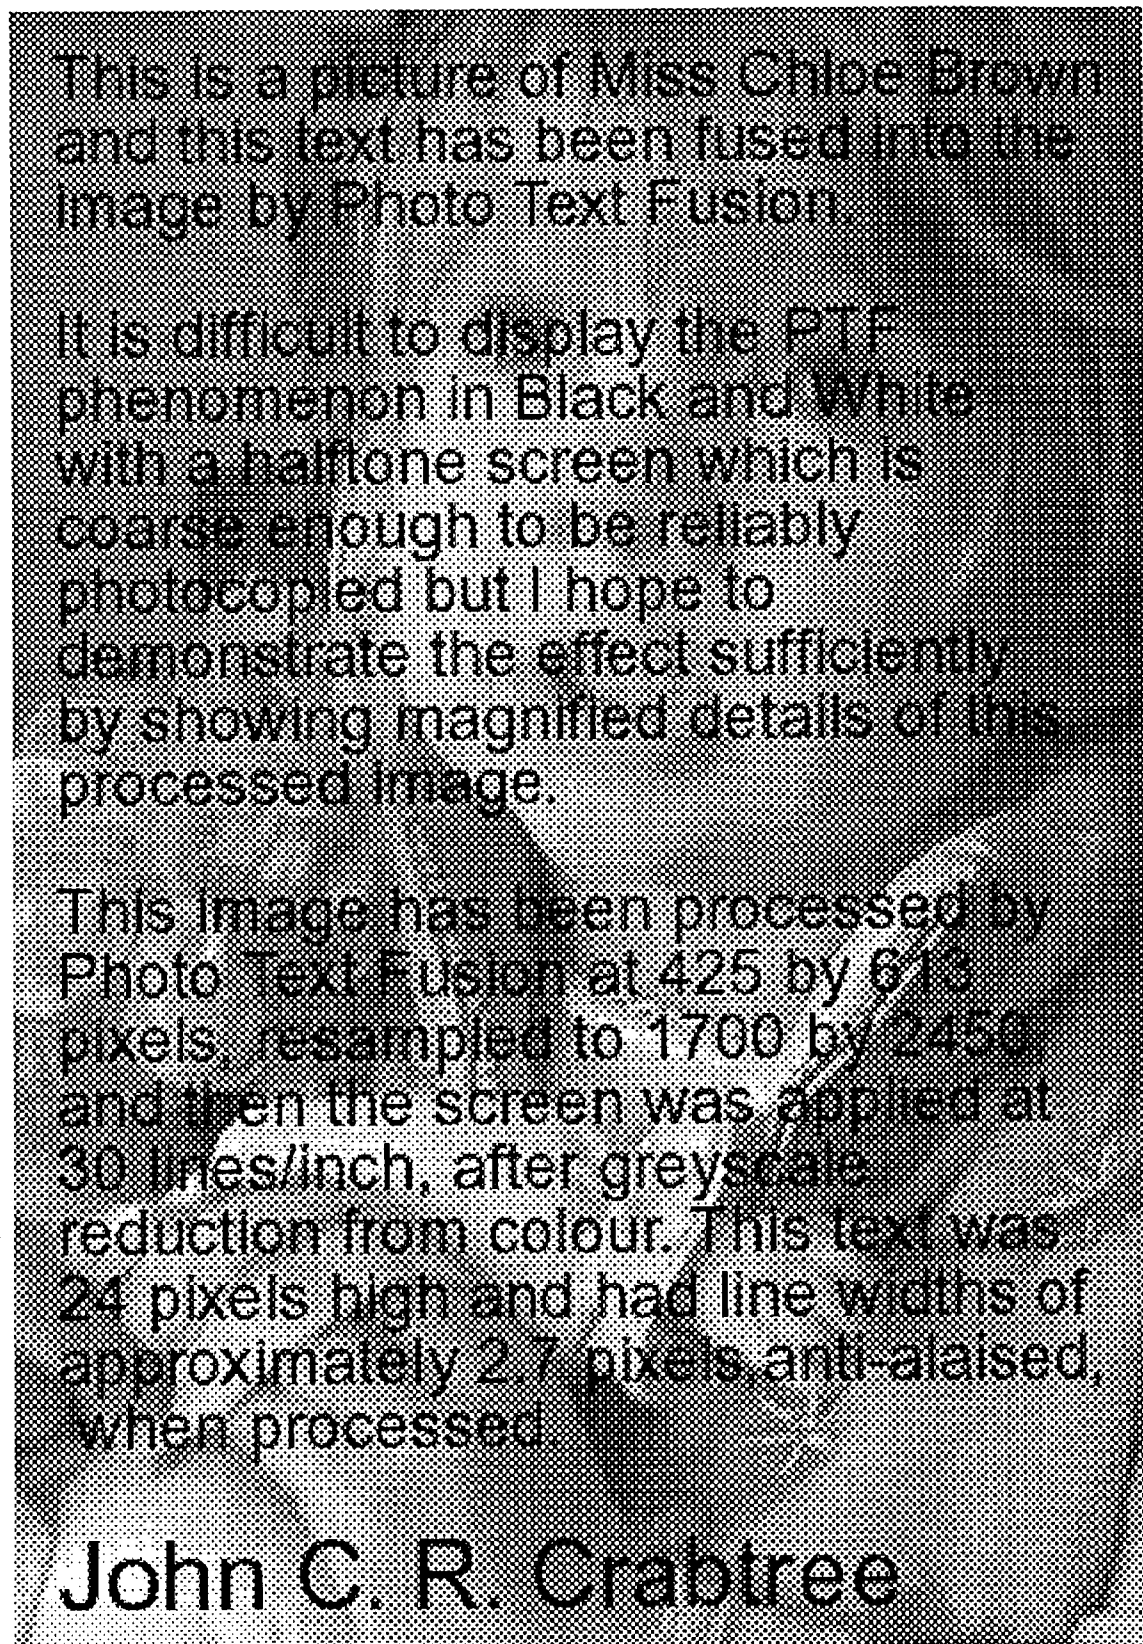 This is a picture of Miss Chloe Brown
and this text has been fused into the
image by Photo Text Fusion.
It is difficult to display the PTF
phenomenon in Black and White
with a halftone screen which is
coarse enough to be reliably
photocopied but I hope to
demonstrate the effect sufficiently
by showing magnified details of this
processed image.
This image has been processed by
Photo Text Fusion at 425 by 613
pixels, resampled to 1700 by 2450,
and then the screen was applied at
30 lines/inch, after greyscale
reduction from colour. This text was
24 pixels high and had line widths of
approximately 2.7 pixels,anti-alaised,
when processed.
John C. R. Crabtree